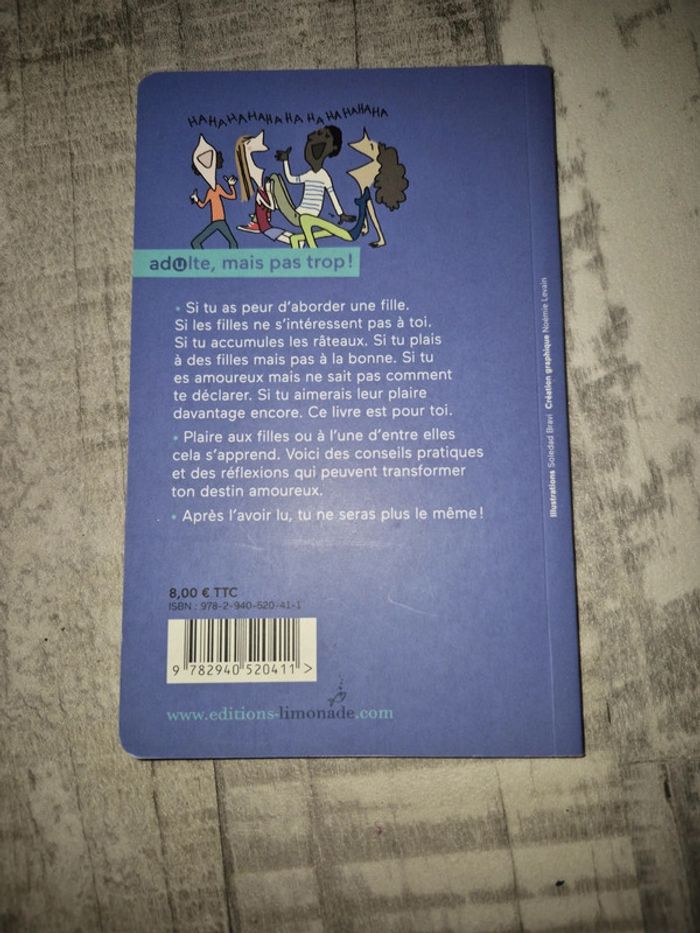 HAHAHAHAHAHA HA HA HAHAHAHA
adulte, mais pas trop !
• Si tu as peur d'aborder une fille.
Si les filles ne s'intéressent pas à toi.
Si tu accumules les râteaux. Si tu plais
à des filles mais pas à la bonne. Si tu
es amoureux mais ne sait pas comment
te déclarer. Si tu aimerais leur plaire
davantage encore. Ce livre est pour toi.
• Plaire aux filles ou à l'une d'entre elles
cela s'apprend. Voici des conseils pratiques
et des réflexions qui peuvent transformer
ton destin amoureux.
• Après l'avoir lu, tu ne seras plus le même !
8,00 € TTC
ISBN : 978-2-940-520-41-1
9 782940 520411 >
www.editions-limonade.com
Illustrations Soledad Bravi Création graphique Noémie Levain